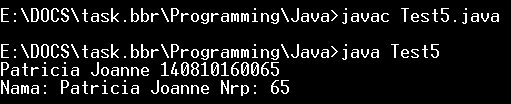 E:\DOCS\task.bbr\Programming\Java>javac Test5.java
E:\DOCS\task.bbr\Programming\Java>java Test5
Patricia Joanne 140810160065
Nama: Patricia Joanne Nrp: 65